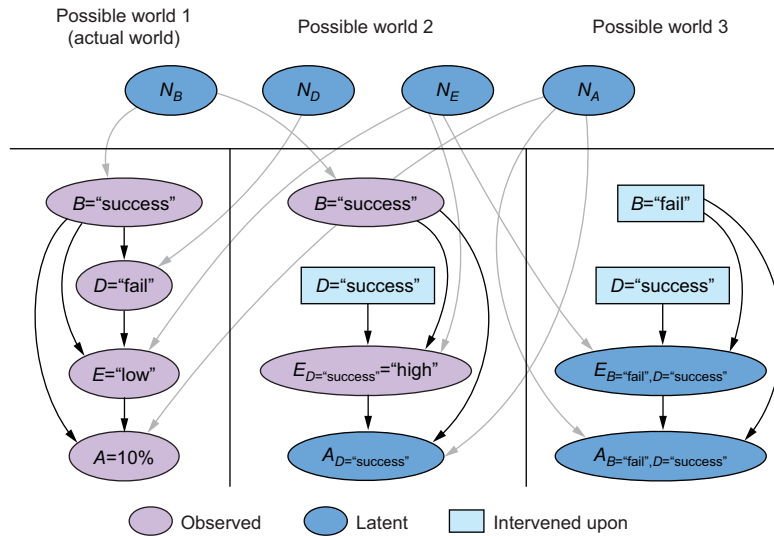 Possible world 1
(actual world)
Possible world 2
Possible world 3
N_B
N_D
N_E
N_A
B=“success”
B=“success”
B=“fail”
D=“fail”
D=“success”
D=“success”
E=“low”
E_D=“success”=“high”
E_B=“fail”,D=“success”
A=10%
A_D=“success”
A_B=“fail”,D=“success”
Observed
Latent
Intervened upon